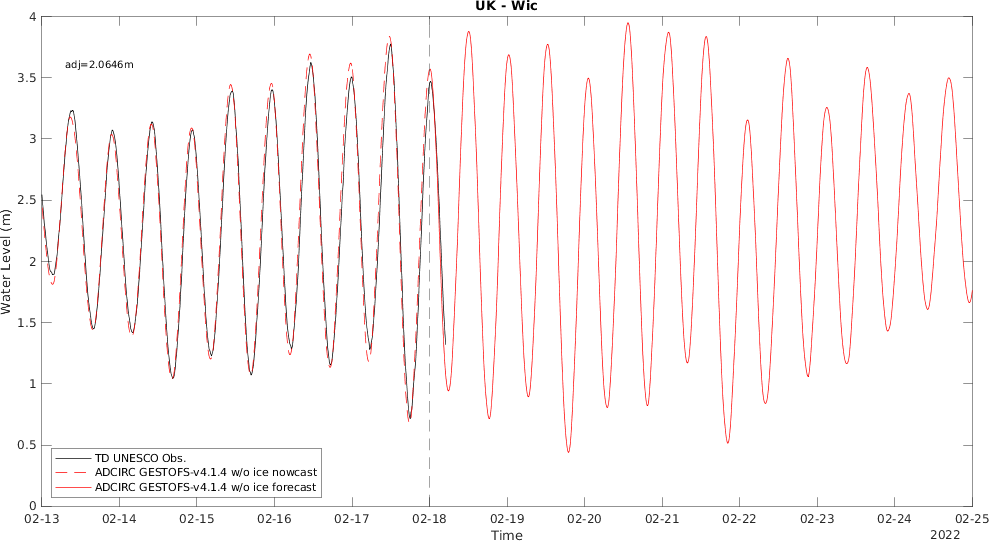 UK - Wic
4
3.5
3
2.5
2
1.5
1
0.5
0
Water Level (m)
adj=2.0646m
TD UNESCO Obs.
ADCIRC GESTOFS-v4.1.4 w/o ice nowcast
ADCIRC GESTOFS-v4.1.4 w/o ice forecast
02-13 02-14 02-15 02-16 02-17 02-18 02-19 02-20 02-21 02-22 02-23 02-24 02-25
Time
2022